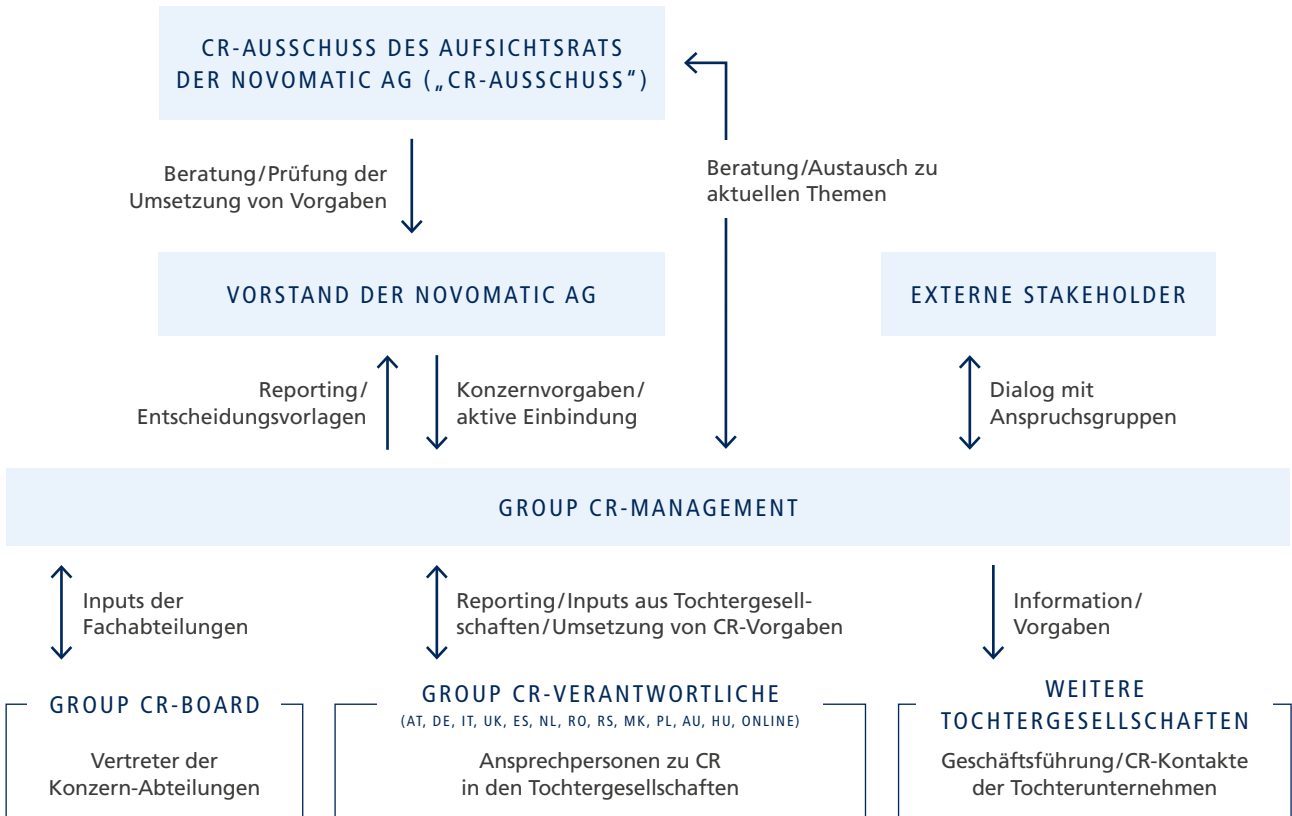 CR-AUSSCHUSS DES AUFSICHTSRATS
DER NOVOMATIC AG („CR-AUSSCHUSS")
Beratung/Prüfung der
Umsetzung von Vorgaben
Beratung/Austausch zu
aktuellen Themen
VORSTAND DER NOVOMATIC AG
EXTERNE STAKEHOLDER
Reporting/
Entscheidungsvorlagen
Konzernvorgaben/
aktive Einbindung
Dialog mit
Anspruchsgruppen
GROUP CR-MANAGEMENT
Inputs der
Fachabteilungen
Reporting/Inputs aus Tochtergesell-
schaften/Umsetzung von CR-Vorgaben
Information/
Vorgaben
GROUP CR-BOARD
Vertreter der
Konzern-Abteilungen
GROUP CR-VERANTWORTLICHE
(AT, DE, IT, UK, ES, NL, RO, RS, MK, PL, AU, HU, ONLINE)
Ansprechpersonen zu CR
in den Tochtergesellschaften
WEITERE
TOCHTERGESELLSCHAFTEN
Geschäftsführung/CR-Kontakte
der Tochterunternehmen